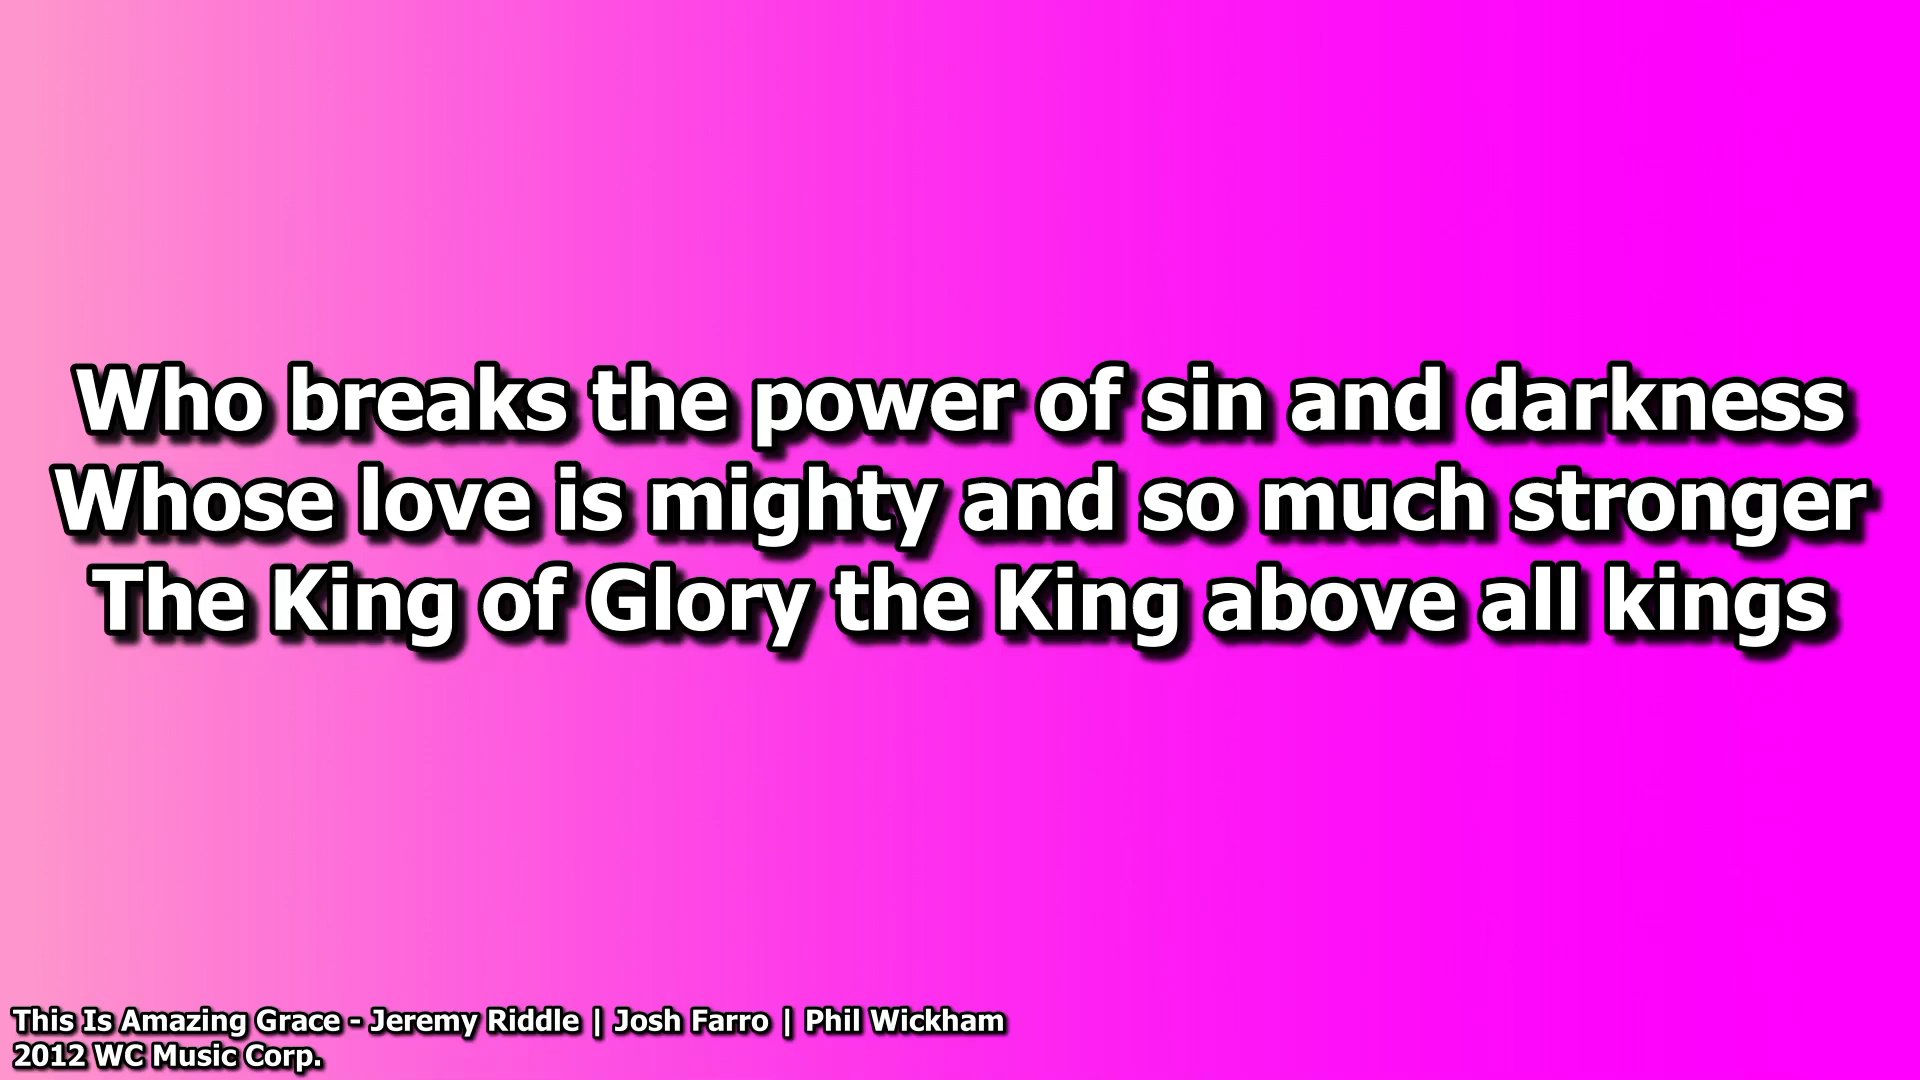 Who breaks the power of sin and darkness
Whose love is mighty and so much stronger
The King of Glory the King above all kings
This Is Amazing Grace - Jeremy Riddle | Josh Farro | Phil Wickham
2012 WC Music Corp.